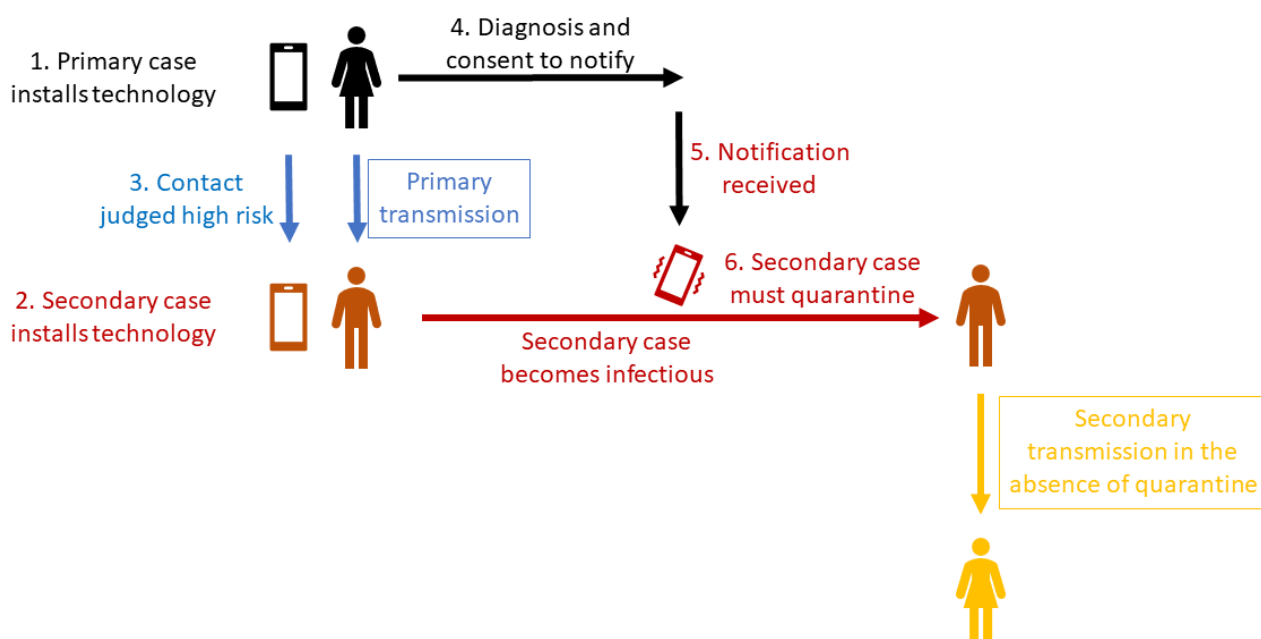 1. Primary case
installs technology
4. Diagnosis and
consent to notify
3. Contact
judged high risk
Primary
transmission
5. Notification
received
2. Secondary case
installs technology
6. Secondary case
must quarantine
Secondary case
becomes infectious
Secondary
transmission in the
absence of quarantine